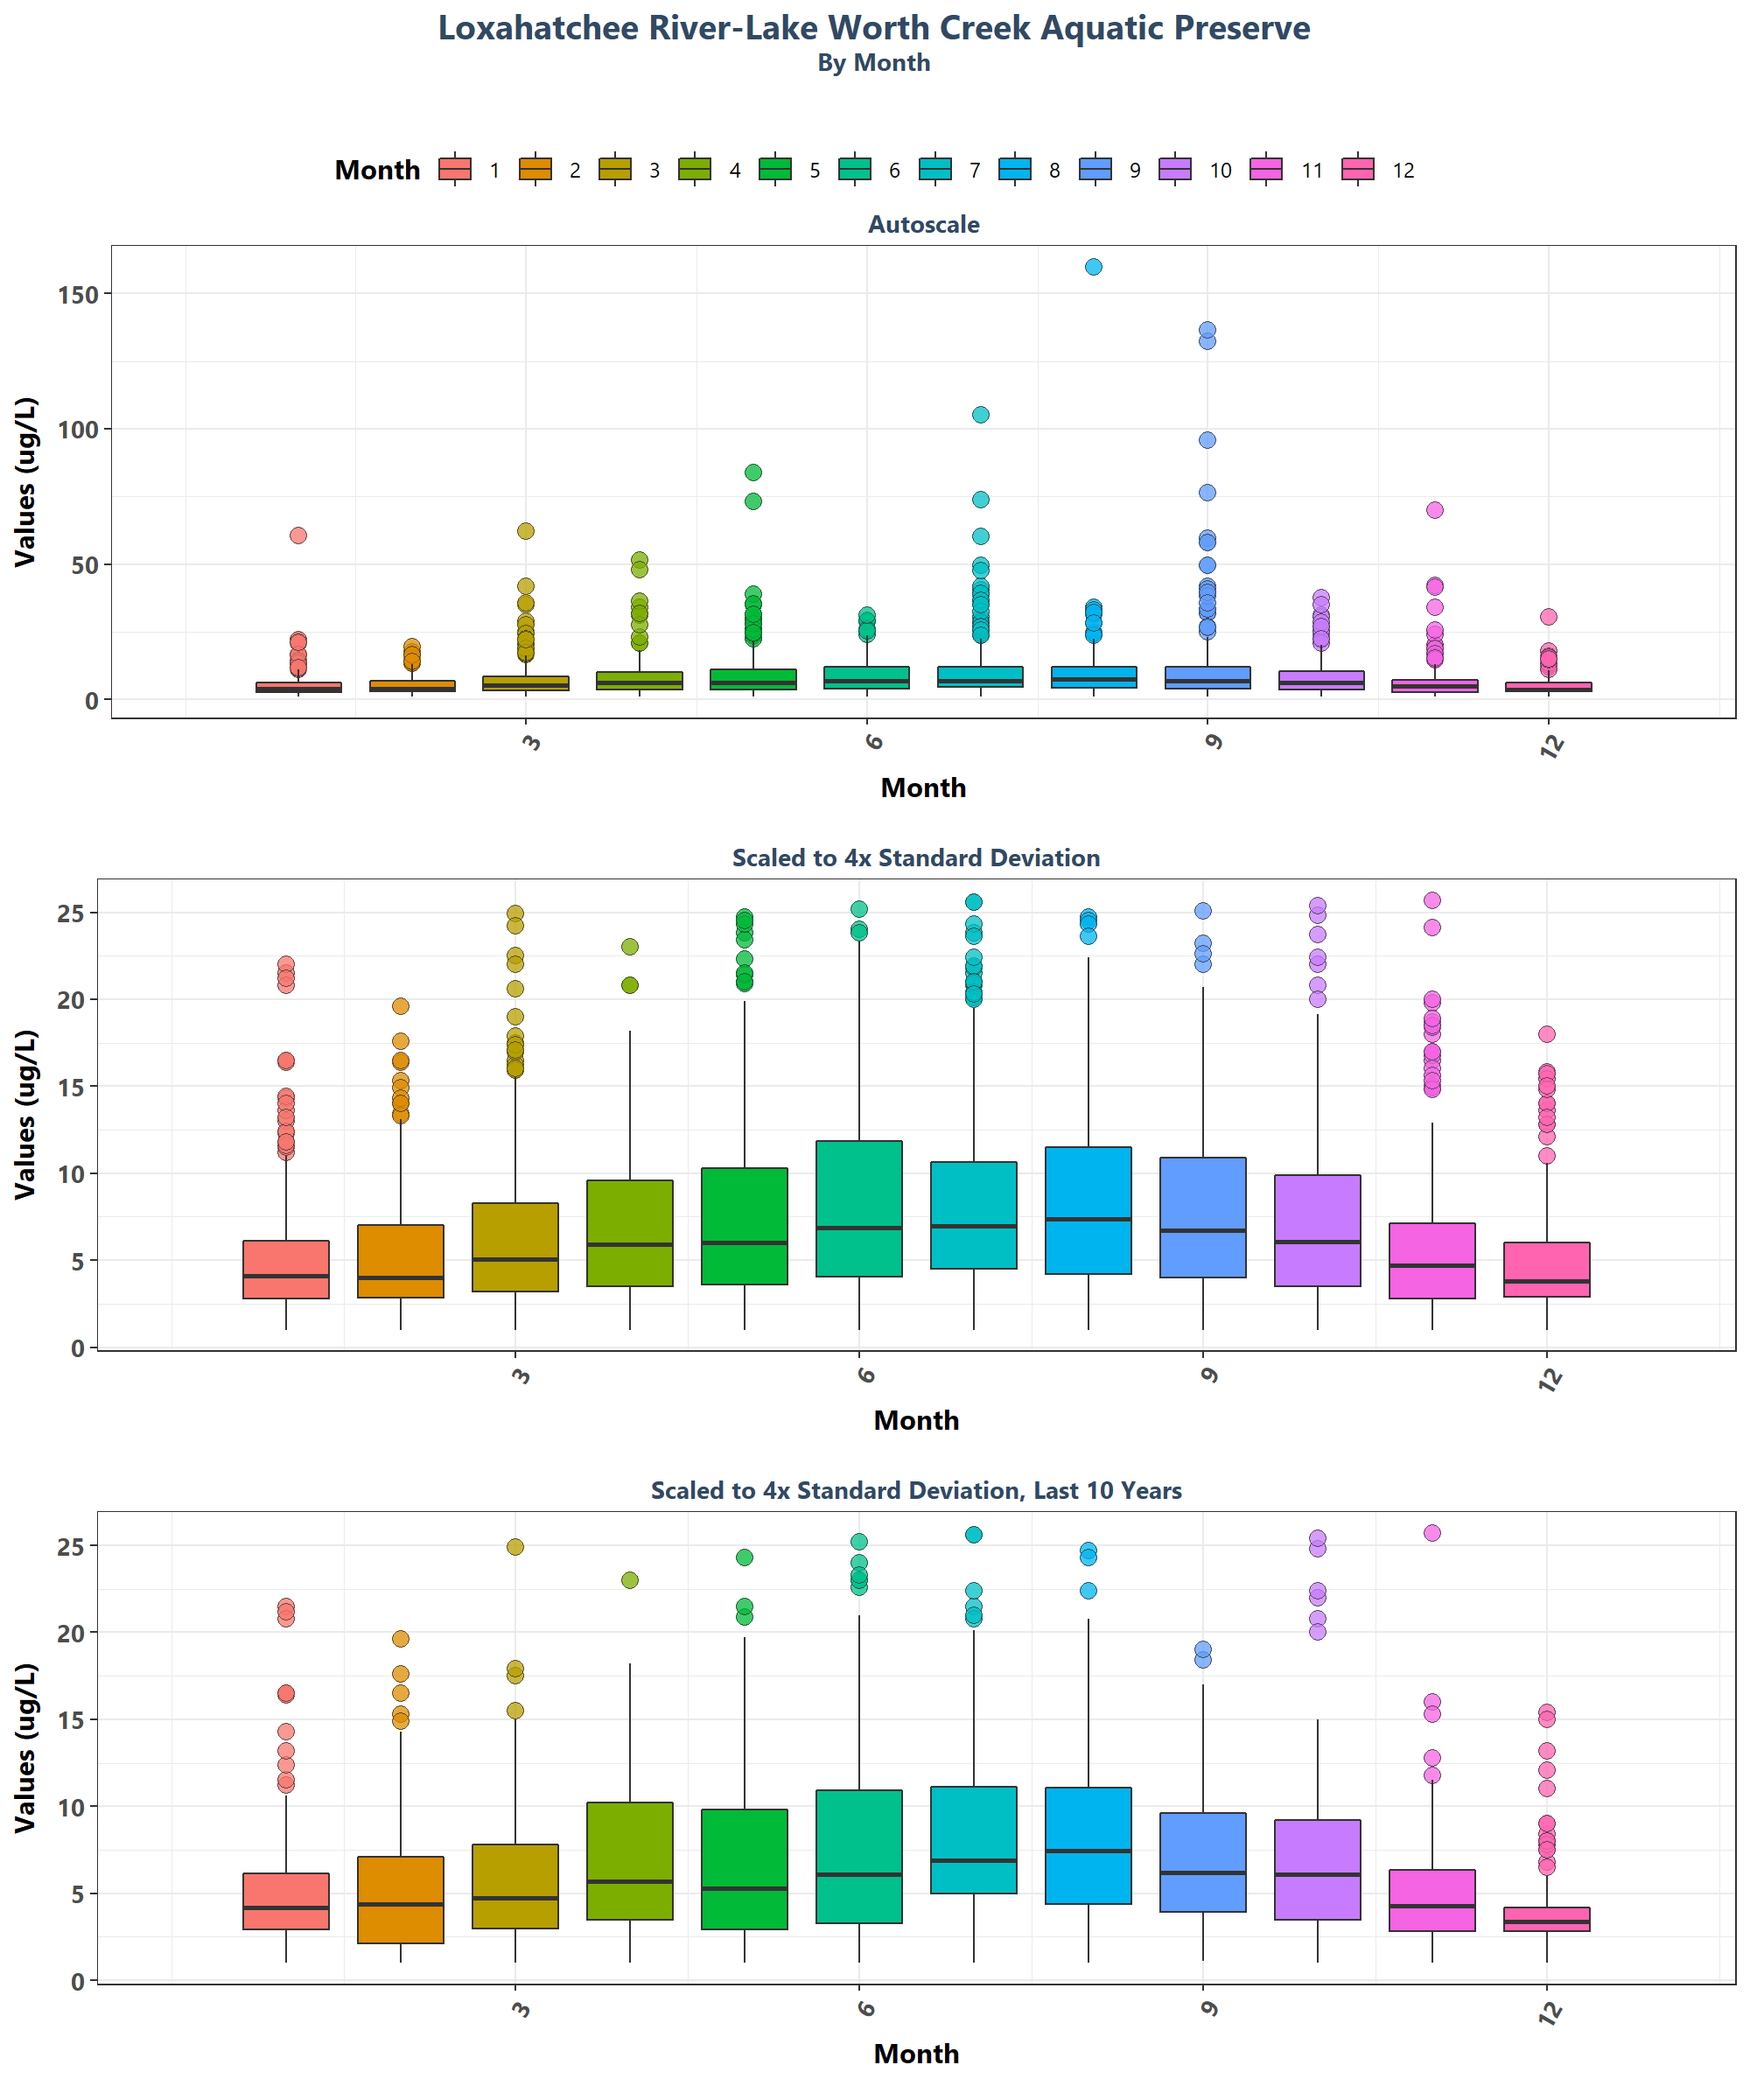 Loxahatchee River-Lake Worth Creek Aquatic Preserve
By Month
Month 1 2 3 4 5 6 7 8 9 10 11 12
Autoscale
Values (ug/L)
150
100
50
0
3 6 9 12
Month
Scaled to 4x Standard Deviation
Values (ug/L)
25
20
15
10
5
0
3 6 9 12
Month
Scaled to 4x Standard Deviation, Last 10 Years
Values (ug/L)
25
20
15
10
5
0
3 6 9 12
Month